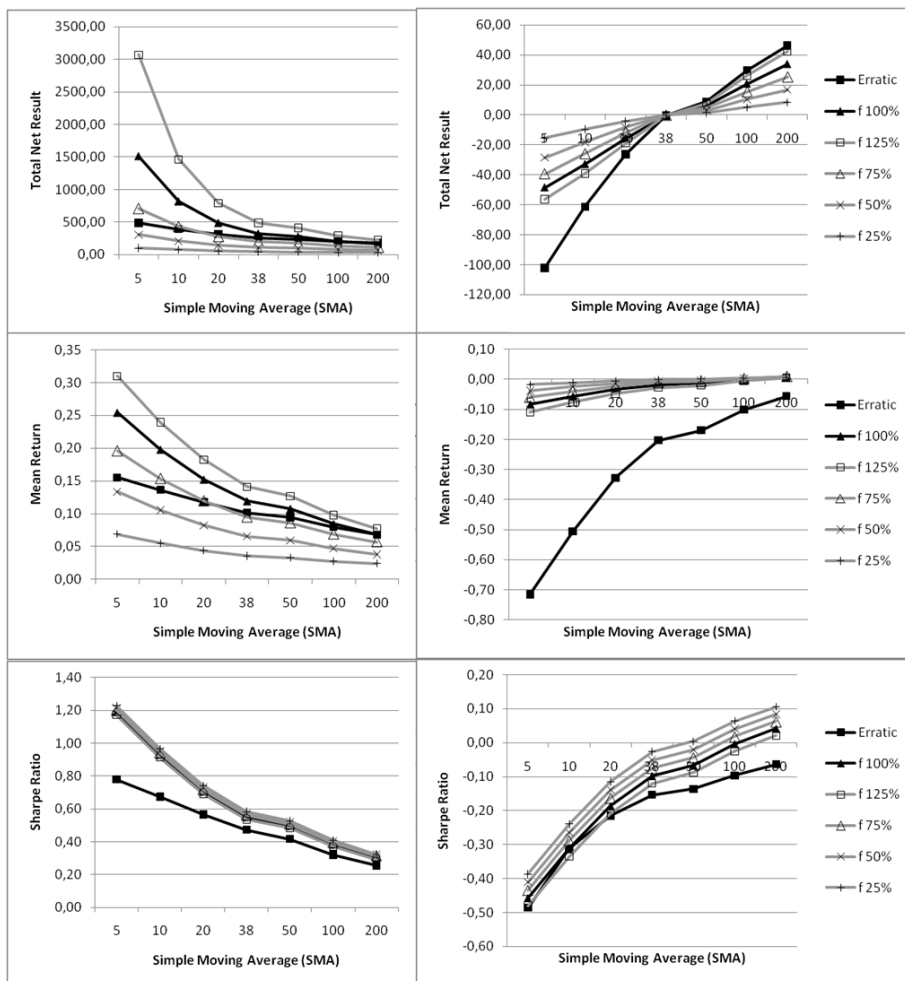 3500,00
3000,00
2500,00
2000,00
1500,00
1000,00
500,00
0,00
Total Net Result
5 10 20 38 50 100 200
Simple Moving Average (SMA)
60,00
40,00
20,00
0,00
-20,00
-40,00
-60,00
-80,00
-100,00
-120,00
Total Net Result
5 10 20 38 50 100 200
Simple Moving Average (SMA)
Erratic
f 100%
f 125%
f 75%
f 50%
f 25%
0,35
0,30
0,25
0,20
0,15
0,10
0,05
0,00
Mean Return
5 10 20 38 50 100 200
Simple Moving Average (SMA)
0,10
0,00
-0,10
-0,20
-0,30
-0,40
-0,50
-0,60
-0,70
-0,80
Mean Return
5 10 20 38 50 100 200
Simple Moving Average (SMA)
Erratic
f 100%
f 125%
f 75%
f 50%
f 25%
1,40
1,20
1,00
0,80
0,60
0,40
0,20
0,00
Sharpe Ratio
5 10 20 38 50 100 200
Simple Moving Average (SMA)
0,20
0,10
0,00
-0,10
-0,20
-0,30
-0,40
-0,50
-0,60
Sharpe Ratio
5 10 20 38 50 100 200
Simple Moving Average (SMA)
Erratic
f 100%
f 125%
f 75%
f 50%
f 25%